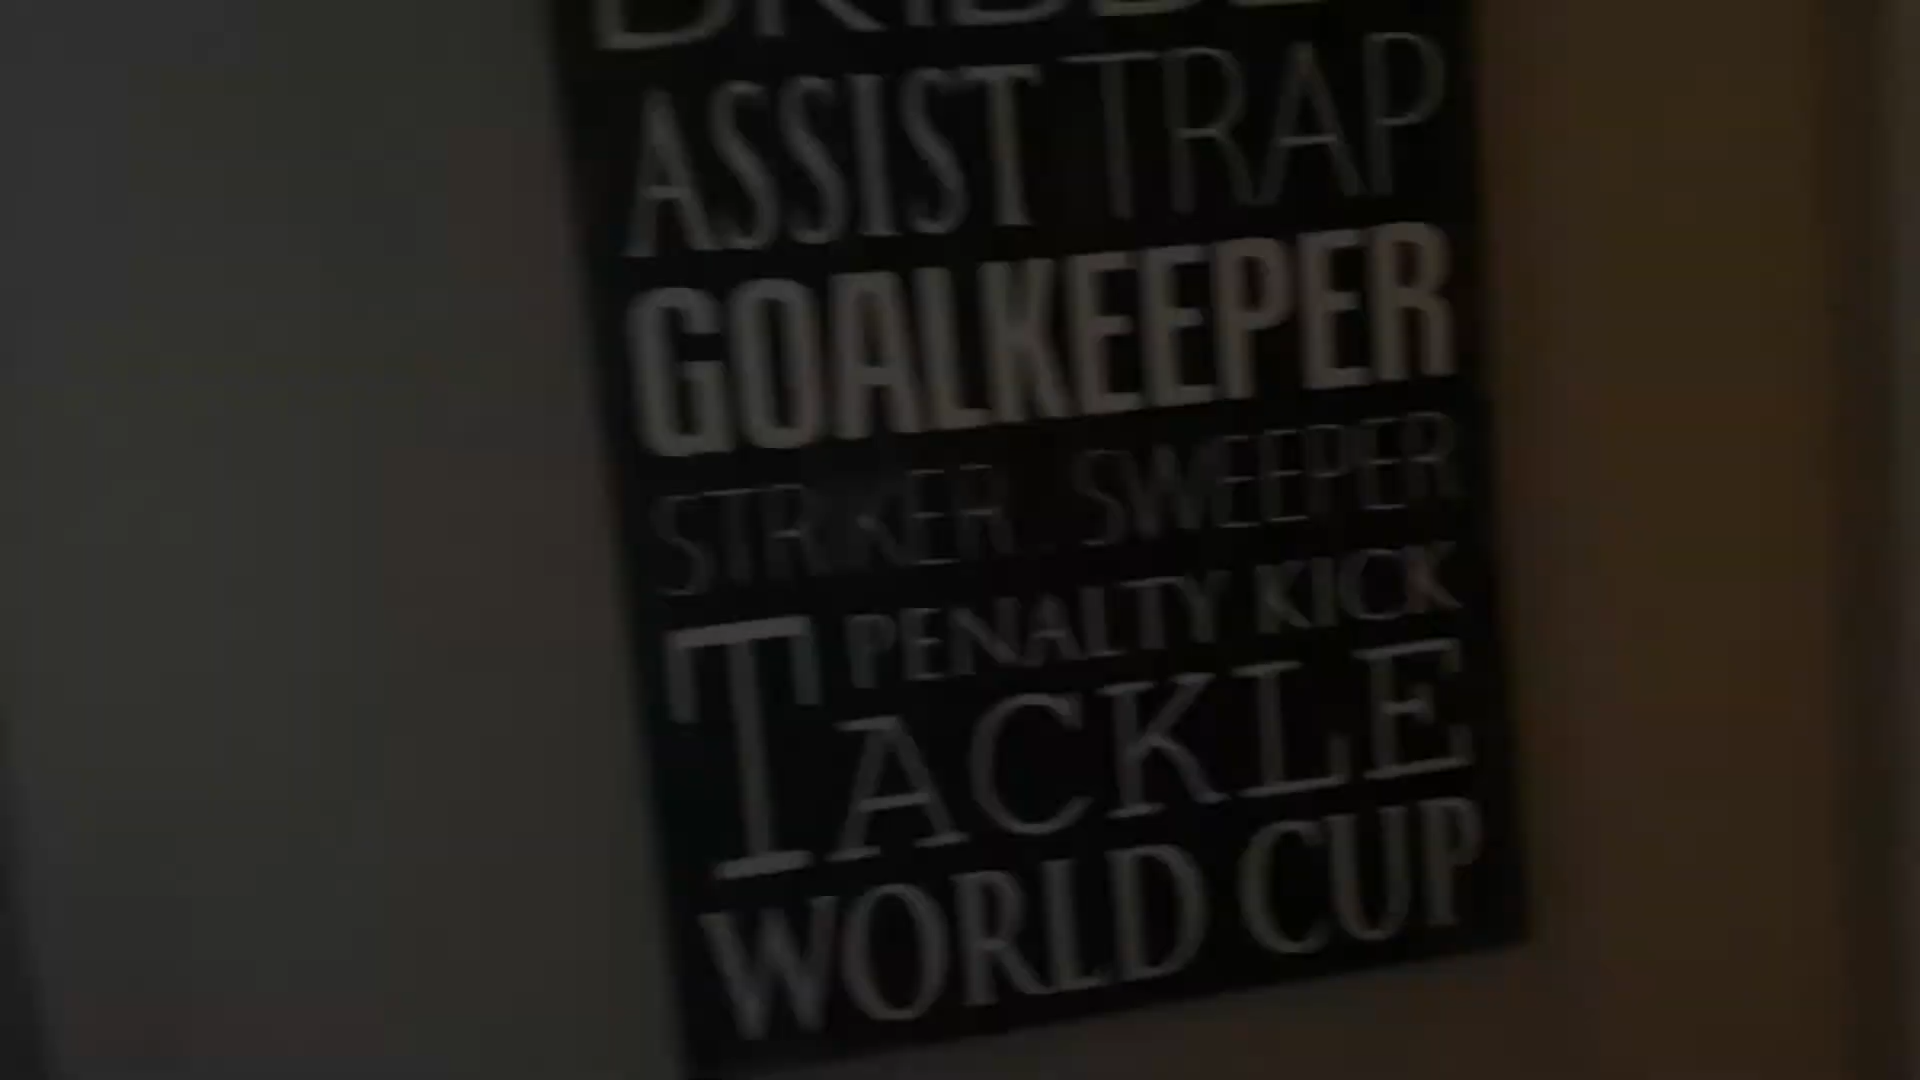 ASSIST TRAP
GOALKEEPER
STRIKER SWEEPER
PENALTY KICK
TACKLE
WORLD CUP